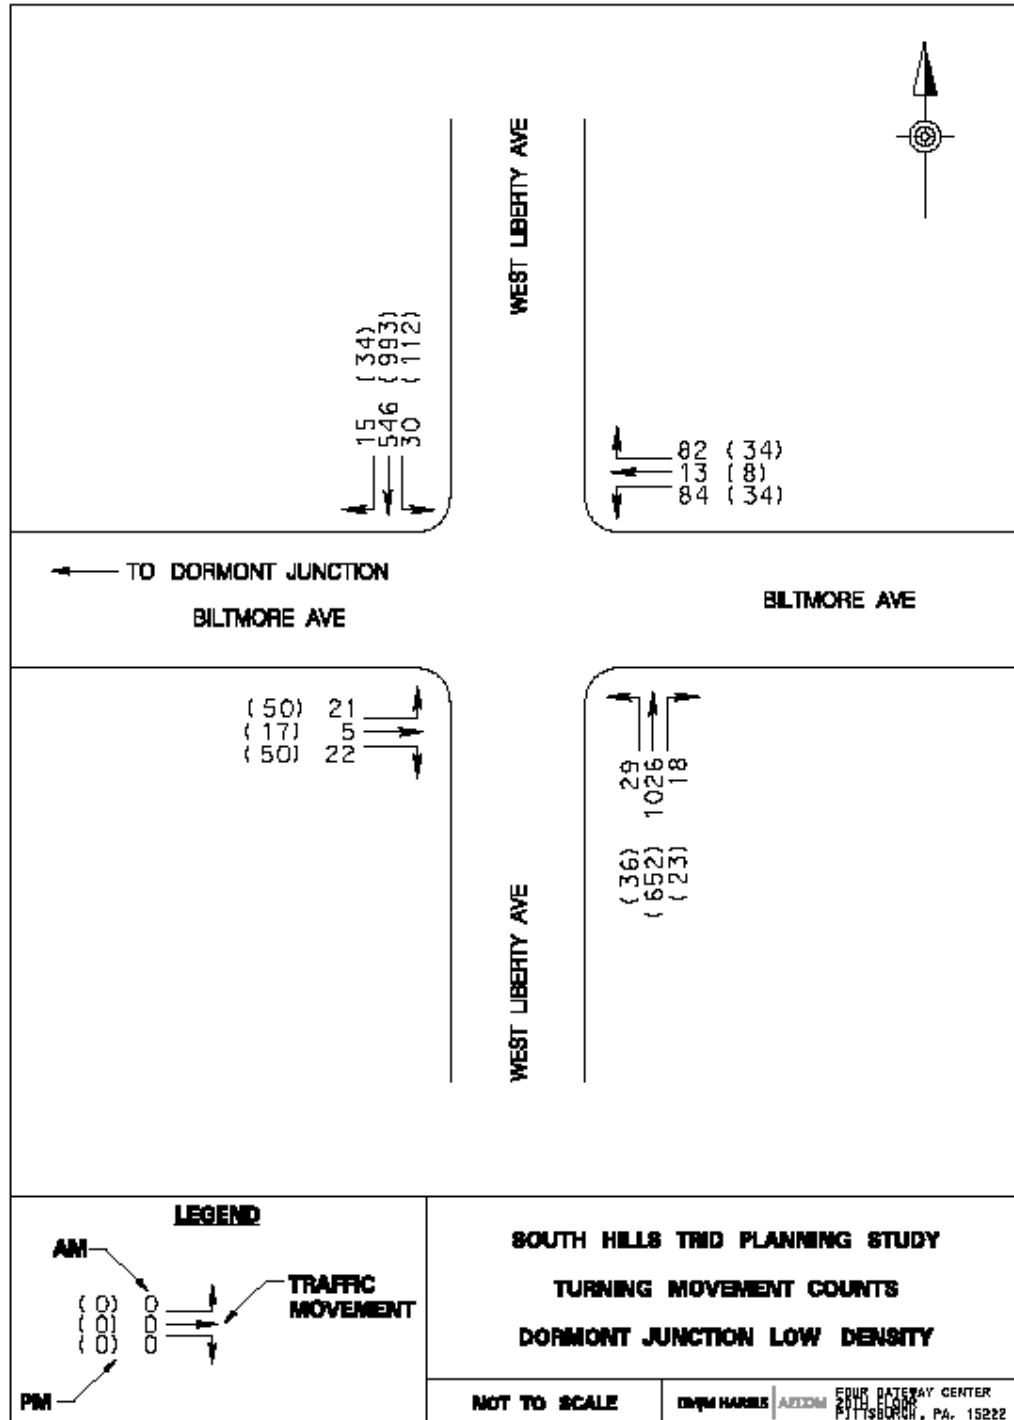 WEST LIBERTY AVE
15 (34)
546 (993)
30 (112)
82 (34)
13 (8)
84 (34)
TO DORMONT JUNCTION
BILTMORE AVE
BILTMORE AVE
(50) 21
(17) 5
(50) 22
(36) 29
(652) 1026
(23) 18
WEST LIBERTY AVE
LEGEND
AM
(0) 0
(0) 0
(0) 0
TRAFFIC
MOVEMENT
PM
SOUTH HILLS TRID PLANNING STUDY
TURNING MOVEMENT COUNTS
DORMONT JUNCTION LOW DENSITY
NOT TO SCALE
DMJM HARRIS AECOM
FOUR GATEWAY CENTER
20TH FLOOR
PITTSBURGH, PA. 15222